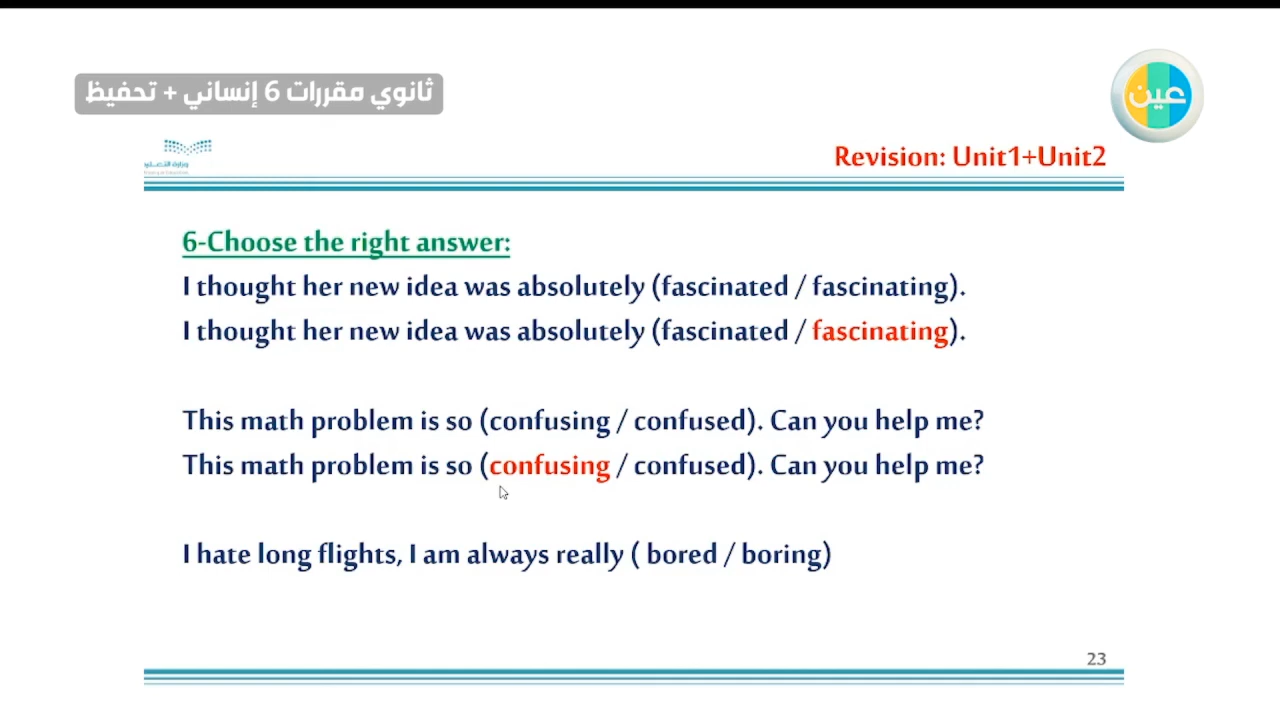 ثانوي مقررات 6 إنساني + تحفيظ
عين
Revision: Unit1+Unit2
6-Choose the right answer:
I thought her new idea was absolutely (fascinated / fascinating).
I thought her new idea was absolutely (fascinated / fascinating).
This math problem is so (confusing / confused). Can you help me?
This math problem is so (confusing / confused). Can you help me?
I hate long flights, I am always really ( bored / boring)
23